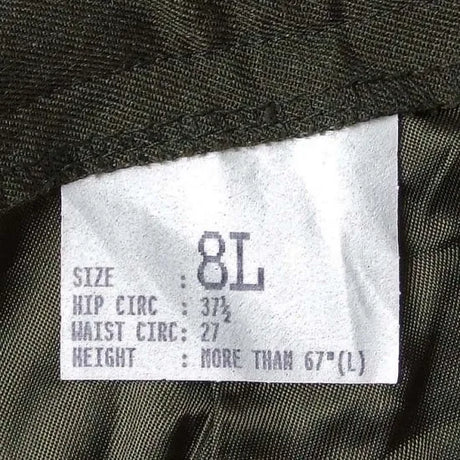 SIZE : 8L
HIP CIRC : 37½
WAIST CIRC: 27
HEIGHT : MORE THAN 67"(L)